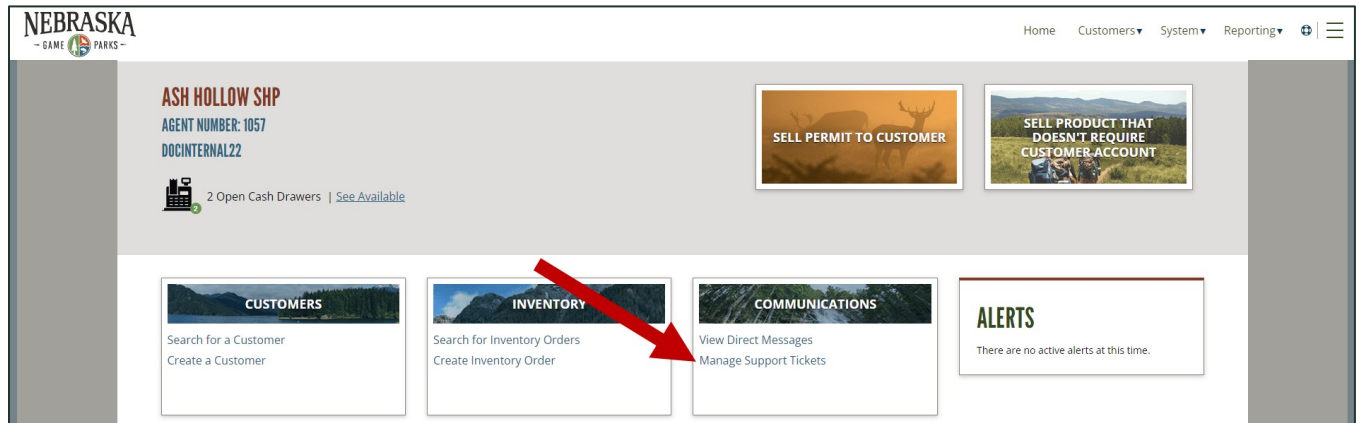 NEBRASKA
- GAME PARKS -
Home Customers▾ System▾ Reporting▾
ASH HOLLOW SHP
AGENT NUMBER: 1057
DOCINTERNAL22
2
2 Open Cash Drawers | See Available
SELL PERMIT TO CUSTOMER
SELL PRODUCT THAT
DOESN'T REQUIRE
CUSTOMER ACCOUNT
CUSTOMERS
Search for a Customer
Create a Customer
INVENTORY
Search for Inventory Orders
Create Inventory Order
COMMUNICATIONS
View Direct Messages
Manage Support Tickets
ALERTS
There are no active alerts at this time.